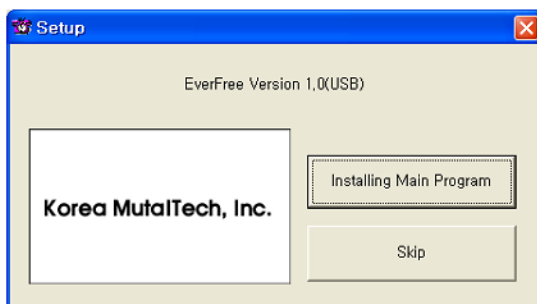 Setup
EverFree Version 1,0(USB)
Korea MutalTech, Inc.
Installing Main Program
Skip